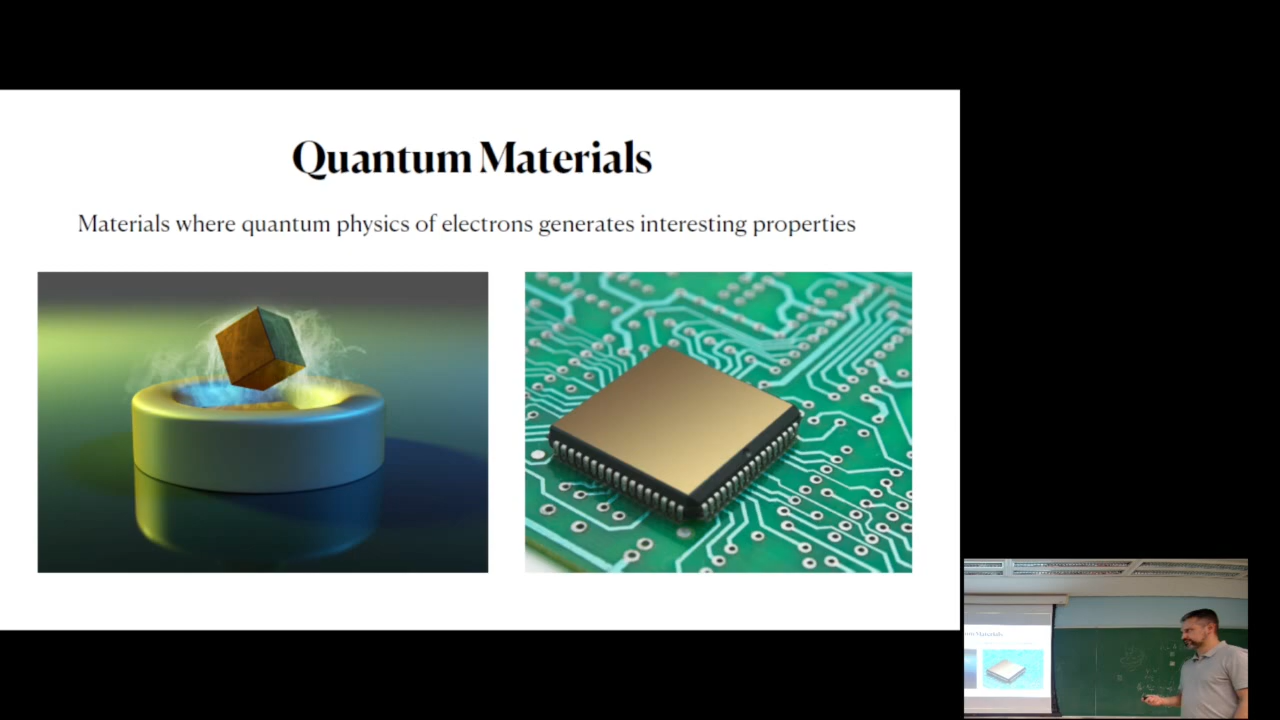 Quantum Materials
Materials where quantum physics of electrons generates interesting properties